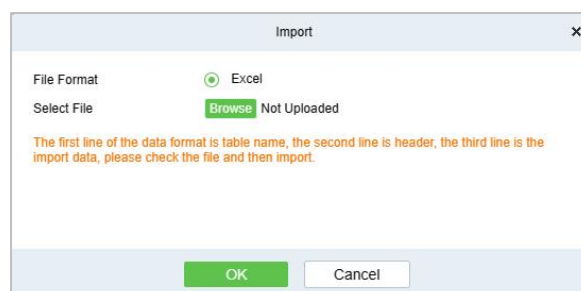 Import
File Format Excel
Select File Browse Not Uploaded
The first line of the data format is table name, the second line is header, the third line is the
import data, please check the file and then import.
OK Cancel